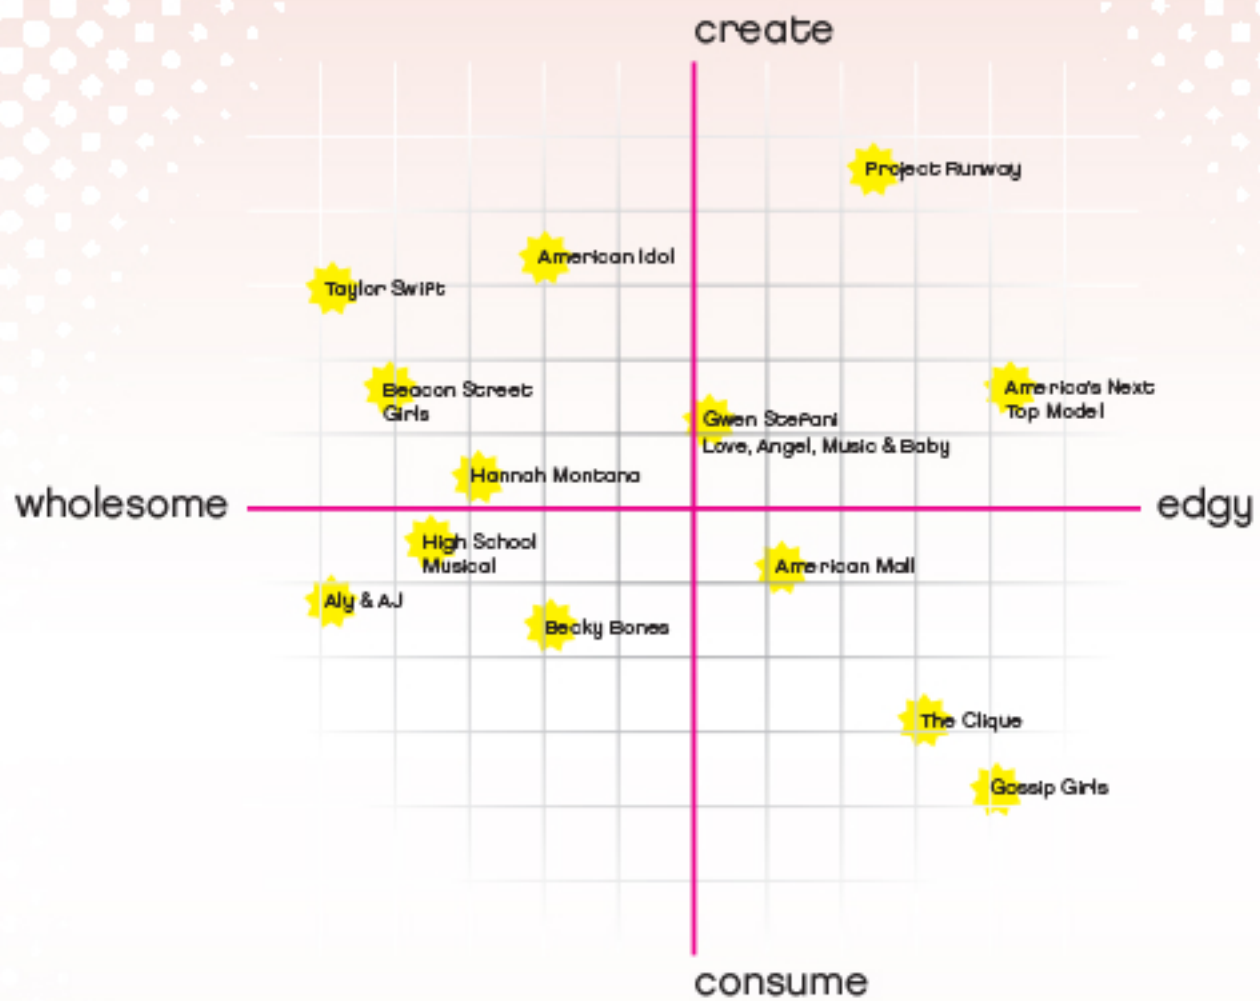 create
Project Runway
American Idol
Taylor Swift
Beacon Street
Girls
America's Next
Top Model
Gwen Stefani
Love, Angel, Music & Baby
Hannah Montana
wholesome
edgy
High School
Musical
American Mall
Aly & AJ
Becky Bones
The Clique
Gossip Girls
consume